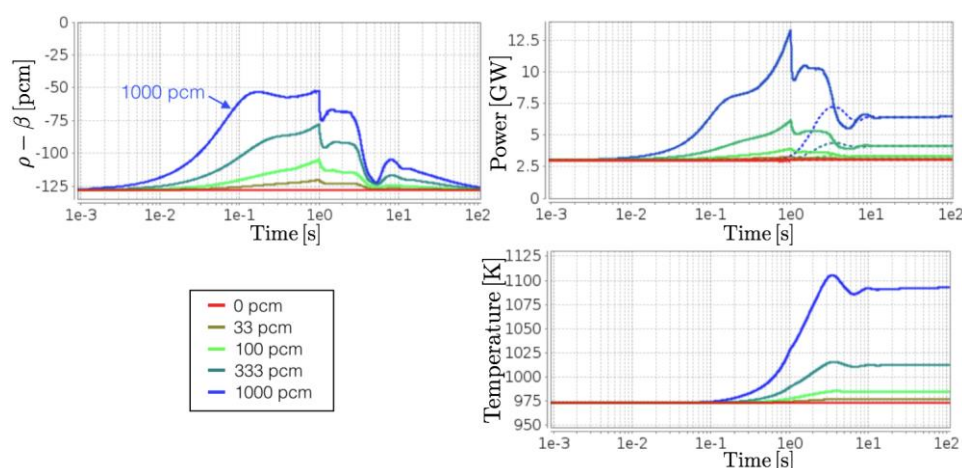 0
-25
-50
-75
-100
-125
ρ − β [pcm]
1000 pcm
1e-3 1e-2 1e-1 1e0 1e1 1e2
Time [s]
12.5
10.0
7.5
5.0
2.5
0
Power [GW]
1e-3 1e-2 1e-1 1e0 1e1 1e2
Time [s]
0 pcm
33 pcm
100 pcm
333 pcm
1000 pcm
1125
1100
1075
1050
1025
1000
975
950
Temperature [K]
1e-3 1e-2 1e-1 1e0 1e1 1e2
Time [s]